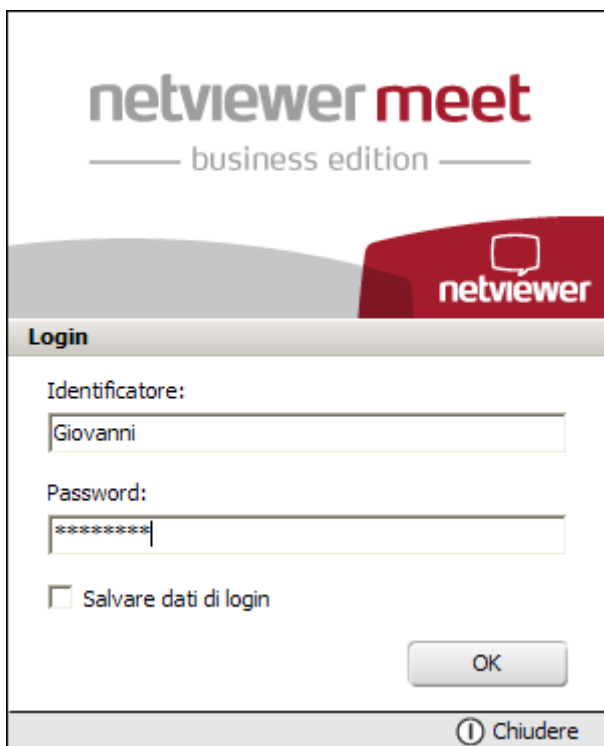 netviewer meet
business edition
netviewer
Login
Identificatore:
Giovanni
Password:
********
Salvare dati di login
OK
Chiudere